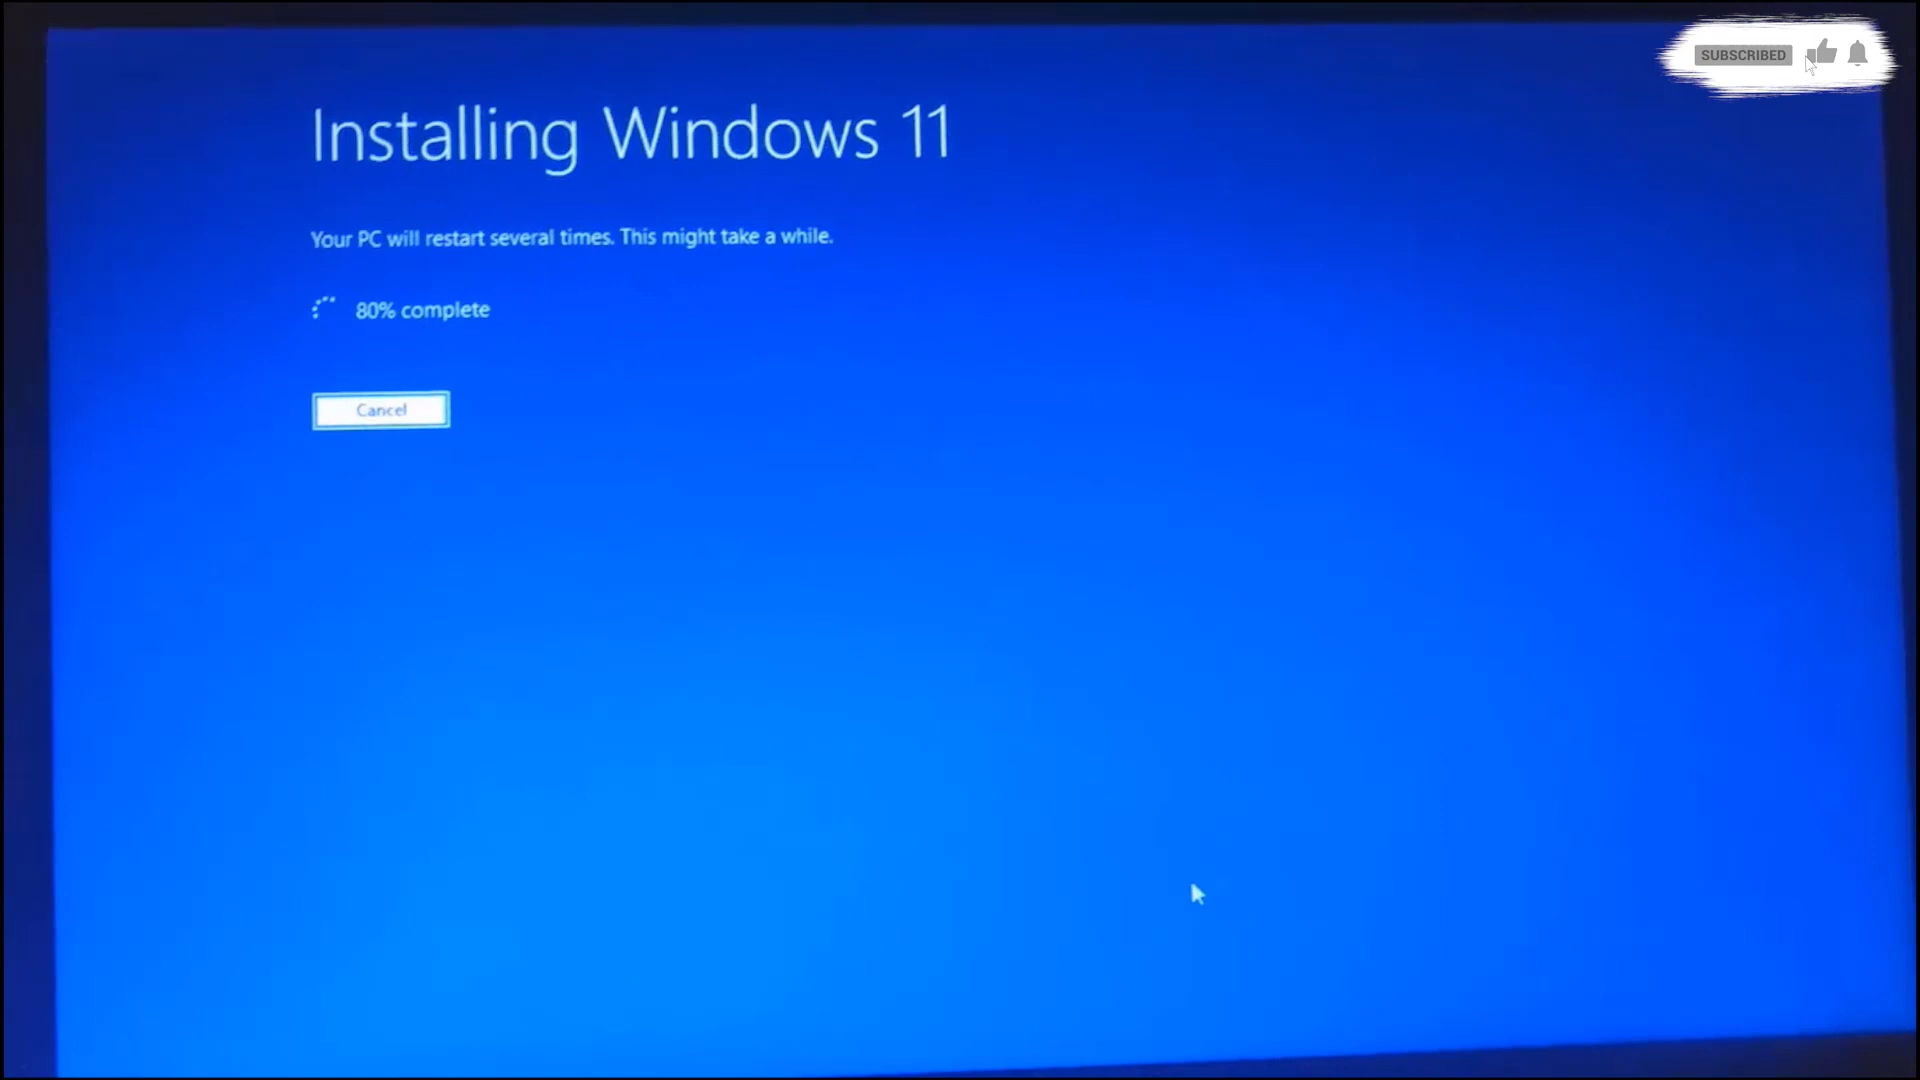 SUBSCRIBED
Installing Windows 11
Your PC will restart several times. This might take a while.
80% complete
Cancel